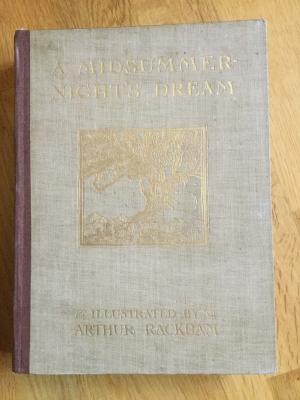 A MIDSUMMER-
NIGHT'S DREAM
ILLUSTRATED BY
ARTHUR RACKHAM